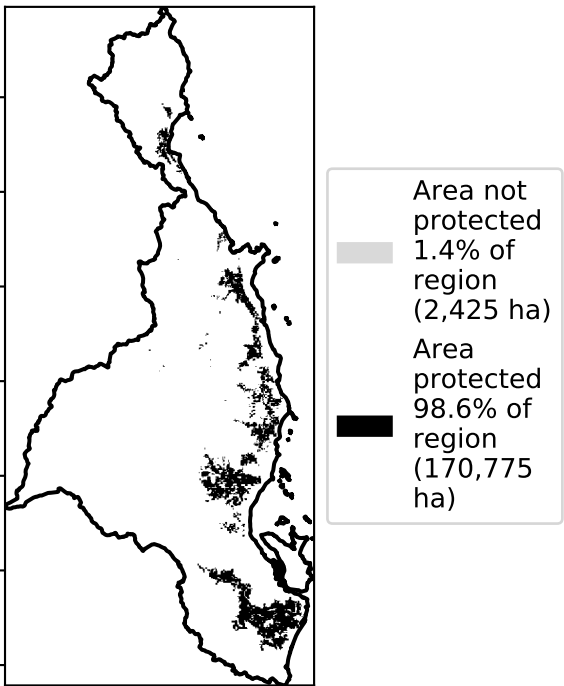 Area not
protected
1.4% of
region
(2,425 ha)
Area
protected
98.6% of
region
(170,775
ha)